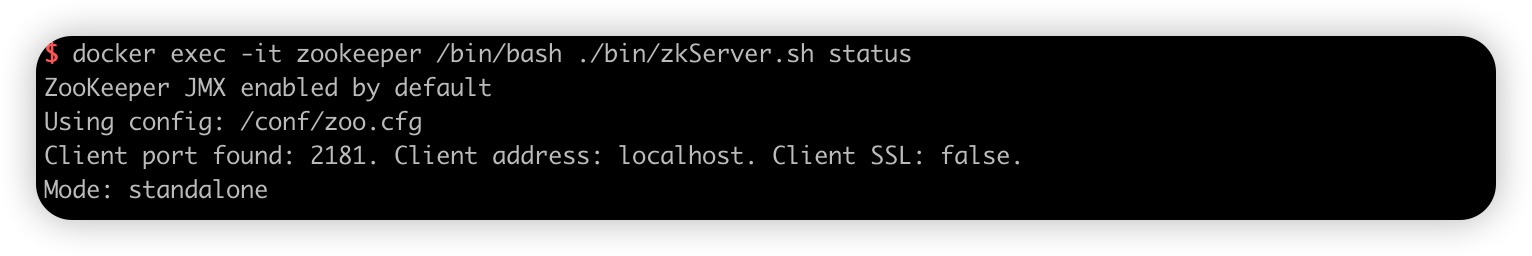 $ docker exec -it zookeeper /bin/bash ./bin/zkServer.sh status
ZooKeeper JMX enabled by default
Using config: /conf/zoo.cfg
Client port found: 2181. Client address: localhost. Client SSL: false.
Mode: standalone